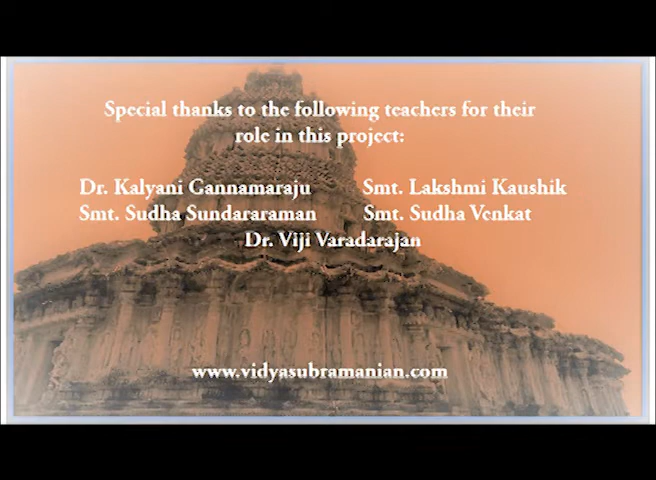 Special thanks to the following teachers for their
role in this project:
Dr. Kalyani Gannamaraju Smt. Lakshmi Kaushik
Smt. Sudha Sundararaman Smt. Sudha Venkat
Dr. Viji Varadarajan
www.vidyasubramanian.com